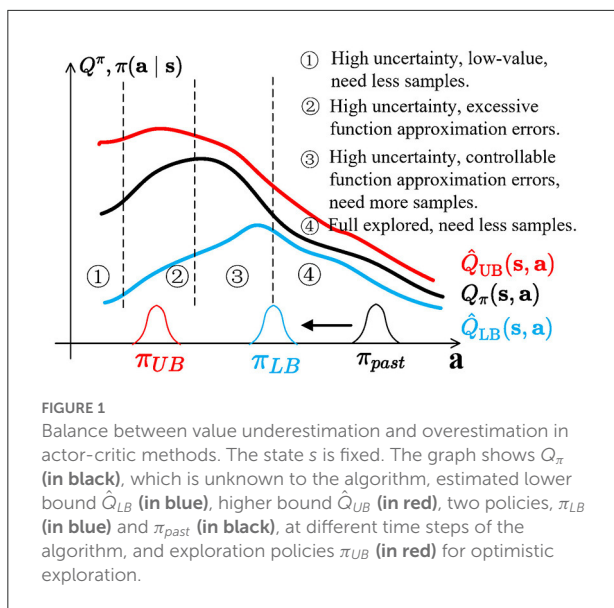 Q^π, π(a | s)
① High uncertainty, low-value,
need less samples.
② High uncertainty, excessive
function approximation errors.
③ High uncertainty, controllable
function approximation errors,
need more samples.
④ Full explored, need less samples.
Q̂_UB(s, a)
Q_π(s, a)
Q̂_LB(s, a)
① ② ③ ④
π_UB π_LB π_past a
FIGURE 1
Balance between value underestimation and overestimation in
actor-critic methods. The state s is fixed. The graph shows Q_π
(in black), which is unknown to the algorithm, estimated lower
bound Q̂_LB (in blue), higher bound Q̂_UB (in red), two policies, π_LB
(in blue) and π_past (in black), at different time steps of the
algorithm, and exploration policies π_UB (in red) for optimistic
exploration.